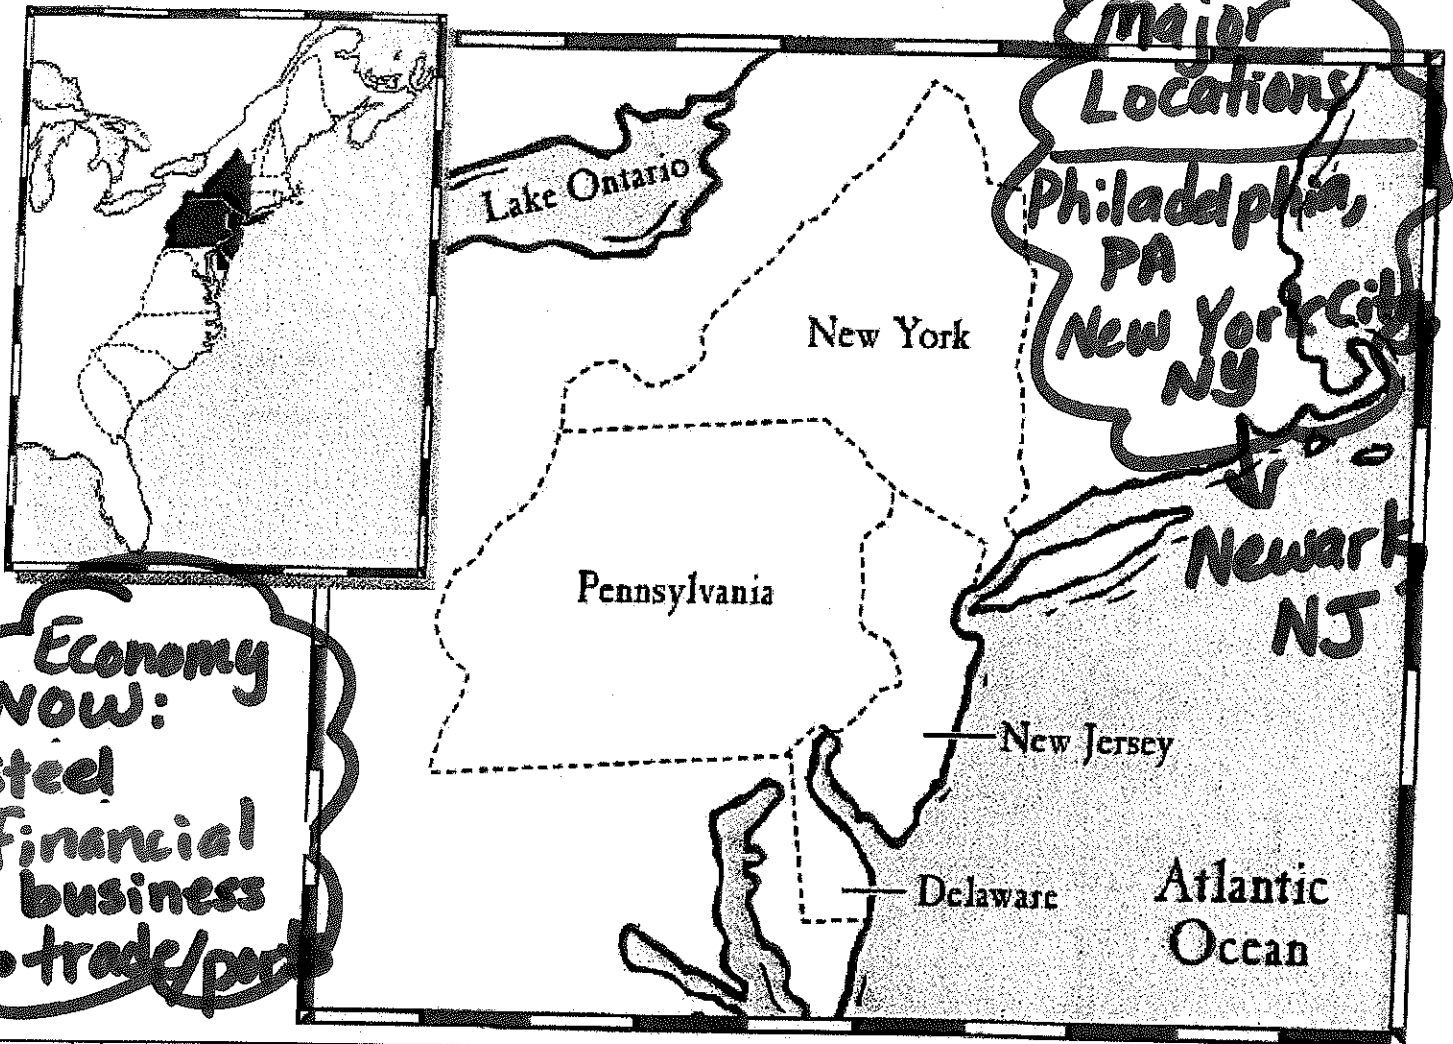 Major
Locations
Philadelphia,
PA
New York City
NY
Newark
NJ
Lake Ontario
New York
Pennsylvania
New Jersey
Delaware
Atlantic
Ocean
Economy
NOW:
steel
financial
business
• trade/ports